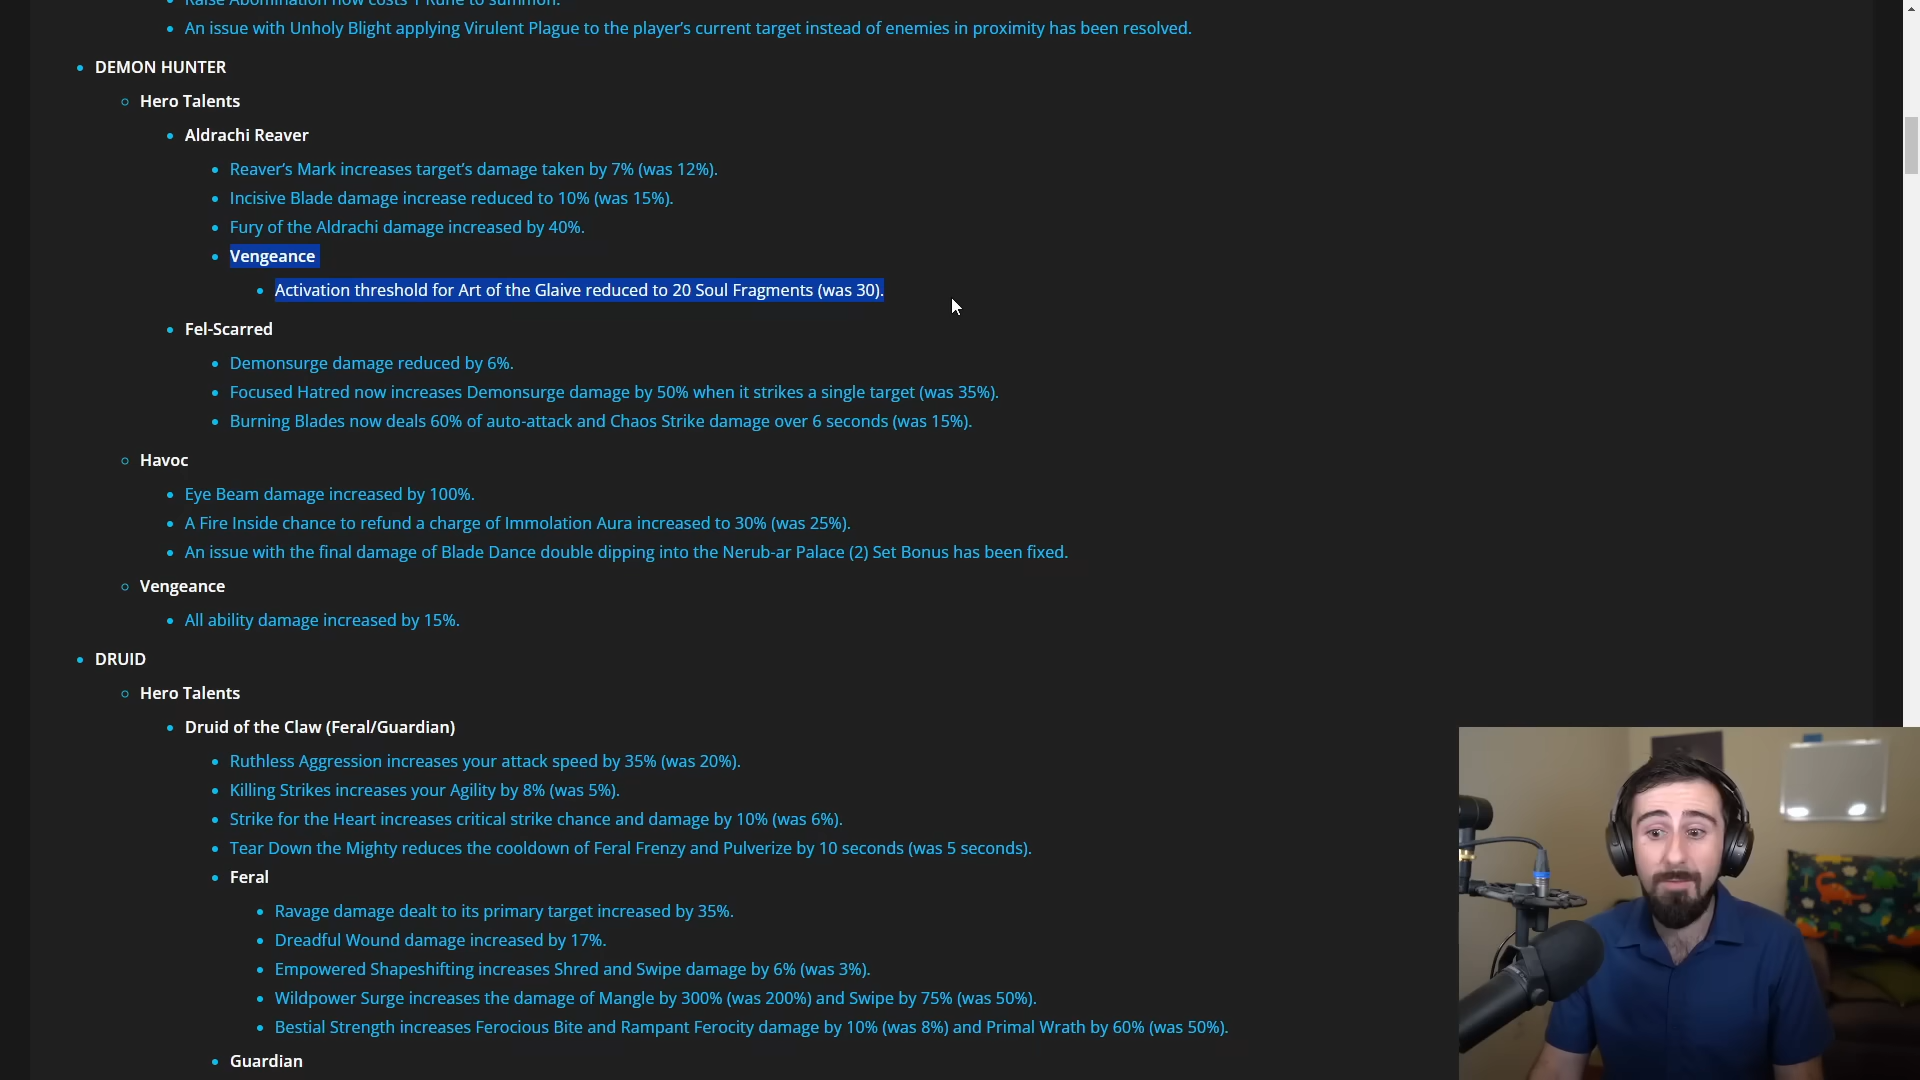 Raise Abomination now costs 1 Rune to summon.
An issue with Unholy Blight applying Virulent Plague to the player's current target instead of enemies in proximity has been resolved.
DEMON HUNTER
Hero Talents
Aldrachi Reaver
Reaver's Mark increases target's damage taken by 7% (was 12%).
Incisive Blade damage increase reduced to 10% (was 15%).
Fury of the Aldrachi damage increased by 40%.
Vengeance
Activation threshold for Art of the Glaive reduced to 20 Soul Fragments (was 30).
Fel-Scarred
Demonsurge damage reduced by 6%.
Focused Hatred now increases Demonsurge damage by 50% when it strikes a single target (was 35%).
Burning Blades now deals 60% of auto-attack and Chaos Strike damage over 6 seconds (was 15%).
Havoc
Eye Beam damage increased by 100%.
A Fire Inside chance to refund a charge of Immolation Aura increased to 30% (was 25%).
An issue with the final damage of Blade Dance double dipping into the Nerub-ar Palace (2) Set Bonus has been fixed.
Vengeance
All ability damage increased by 15%.
DRUID
Hero Talents
Druid of the Claw (Feral/Guardian)
Ruthless Aggression increases your attack speed by 35% (was 20%).
Killing Strikes increases your Agility by 8% (was 5%).
Strike for the Heart increases critical strike chance and damage by 10% (was 6%).
Tear Down the Mighty reduces the cooldown of Feral Frenzy and Pulverize by 10 seconds (was 5 seconds).
Feral
Ravage damage dealt to its primary target increased by 35%.
Dreadful Wound damage increased by 17%.
Empowered Shapeshifting increases Shred and Swipe damage by 6% (was 3%).
Wildpower Surge increases the damage of Mangle by 300% (was 200%) and Swipe by 75% (was 50%).
Bestial Strength increases Ferocious Bite and Rampant Ferocity damage by 10% (was 8%) and Primal Wrath by 60% (was 50%).
Guardian